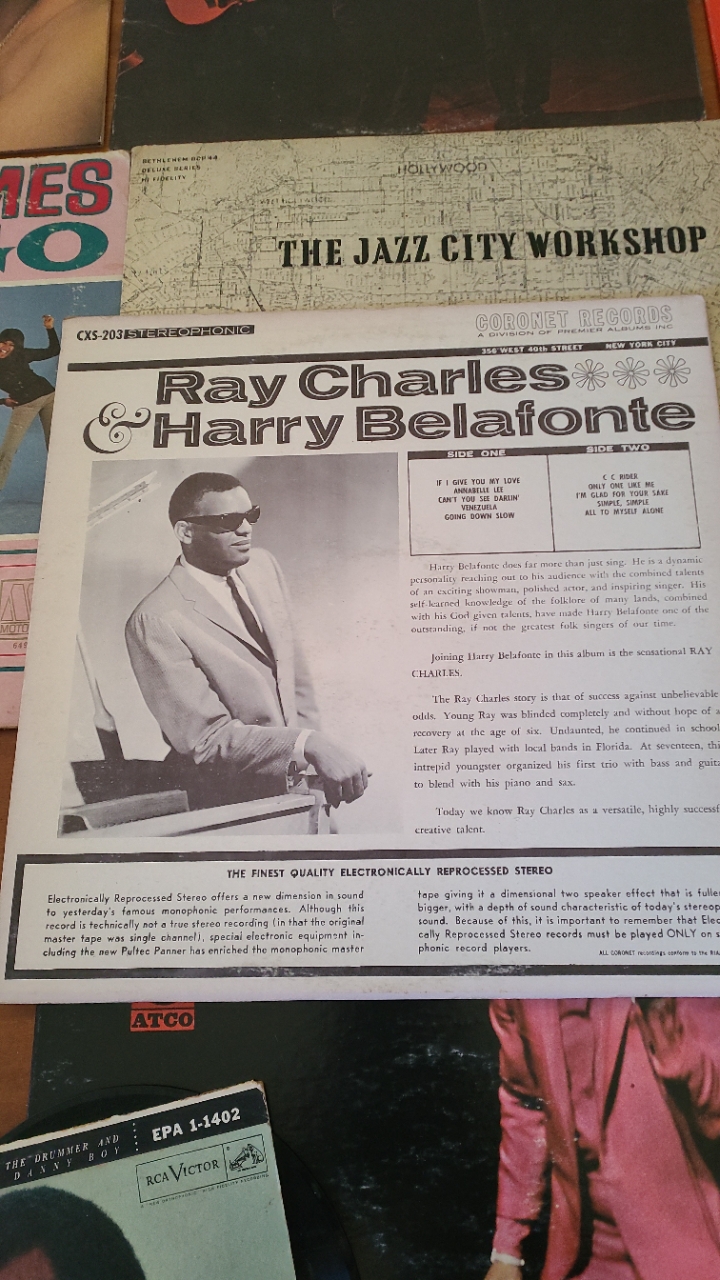 BETHLEHEM BCP-44
DELUXE SERIES
HI FIDELITY
HOLLYWOOD
THE JAZZ CITY WORKSHOP
MES
GO
CXS-203 STEREOPHONIC
CORONET RECORDS
A DIVISION OF PREMIER ALBUMS INC
356 WEST 40th STREET NEW YORK CITY
Ray Charles
& Harry Belafonte
SIDE ONE
IF I GIVE YOU MY LOVE
ANNABELLE LEE
CAN'T YOU SEE DARLIN'
VENEZUELA
GOING DOWN SLOW
SIDE TWO
C C RIDER
ONLY ONE LIKE ME
I'M GLAD FOR YOUR SAKE
SIMPLE, SIMPLE
ALL TO MYSELF ALONE
Harry Belafonte does far more than just sing. He is a dynamic
personality reaching out to his audience with the combined talents
of an exciting showman, polished actor, and inspiring singer. His
self-learned knowledge of the folklore of many lands, combined
with his God given talents, have made Harry Belafonte one of the
outstanding, if not the greatest folk singers of our time.
Joining Harry Belafonte in this album is the sensational RAY
CHARLES.
The Ray Charles story is that of success against unbelievable
odds. Young Ray was blinded completely and without hope of a
recovery at the age of six. Undaunted, he continued in school
Later Ray played with local bands in Florida. At seventeen, thi
intrepid youngster organized his first trio with bass and guita
to blend with his piano and sax.
Today we know Ray Charles as a versatile, highly successf
creative talent.
THE FINEST QUALITY ELECTRONICALLY REPROCESSED STEREO
Electronically Reprocessed Stereo offers a new dimension in sound
to yesterday's famous monophonic performances. Although this
record is technically not a true stereo recording (in that the original
master tape was single channel), special electronic equipment in-
cluding the new Pultec Panner has enriched the monophonic master
tape giving it a dimensional two speaker effect that is fuller
bigger, with a depth of sound characteristic of today's stereop
sound. Because of this, it is important to remember that Elec
cally Reprocessed Stereo records must be played ONLY on s
phonic record players.
ALL CORONET recordings conform to the RIA
MOTO
ATCO
THE DRUMMER AND
DANNY BOY
EPA 1-1402
RCA VICTOR